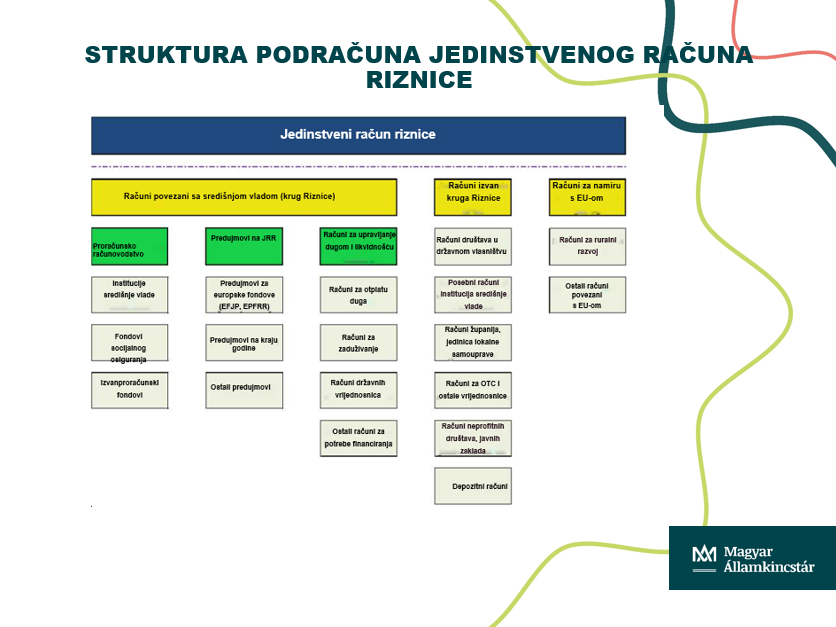 STRUKTURA PODRAČUNA JEDINSTVENOG RAČUNA
RIZNICE
Jedinstveni račun riznice
Računi povezani sa središnjom vladom (krug Riznice)
Računi izvan
kruga Riznice
Računi za namiru
s EU-om
Proračunsko
računovodstvo
Predujmovi na JRR
Računi za upravljanje
dugom i likvidnošću
Računi društava u
državnom vlasništvu
Računi za ruralni
razvoj
Institucije
središnje vlade
Predujmovi za
europske fondove
(EFJP, EPFRR)
Računi za otplatu
duga
Posebni računi
institucija središnje
vlade
Ostali računi
povezani
s EU-om
Fondovi
socijalnog
osiguranja
Predujmovi na kraju
godine
Računi za
zaduživanje
Računi županija,
jedinica lokalne
samouprave
Izvanproračunski
fondovi
Ostali predujmovi
Računi državnih
vrijednosnica
Računi za OTC i
ostale vrijednosnice
Ostali računi za
potrebe financiranja
Računi neprofitnih
društava, javnih
zaklada
Depozitni računi
Magyar
Államkincstár